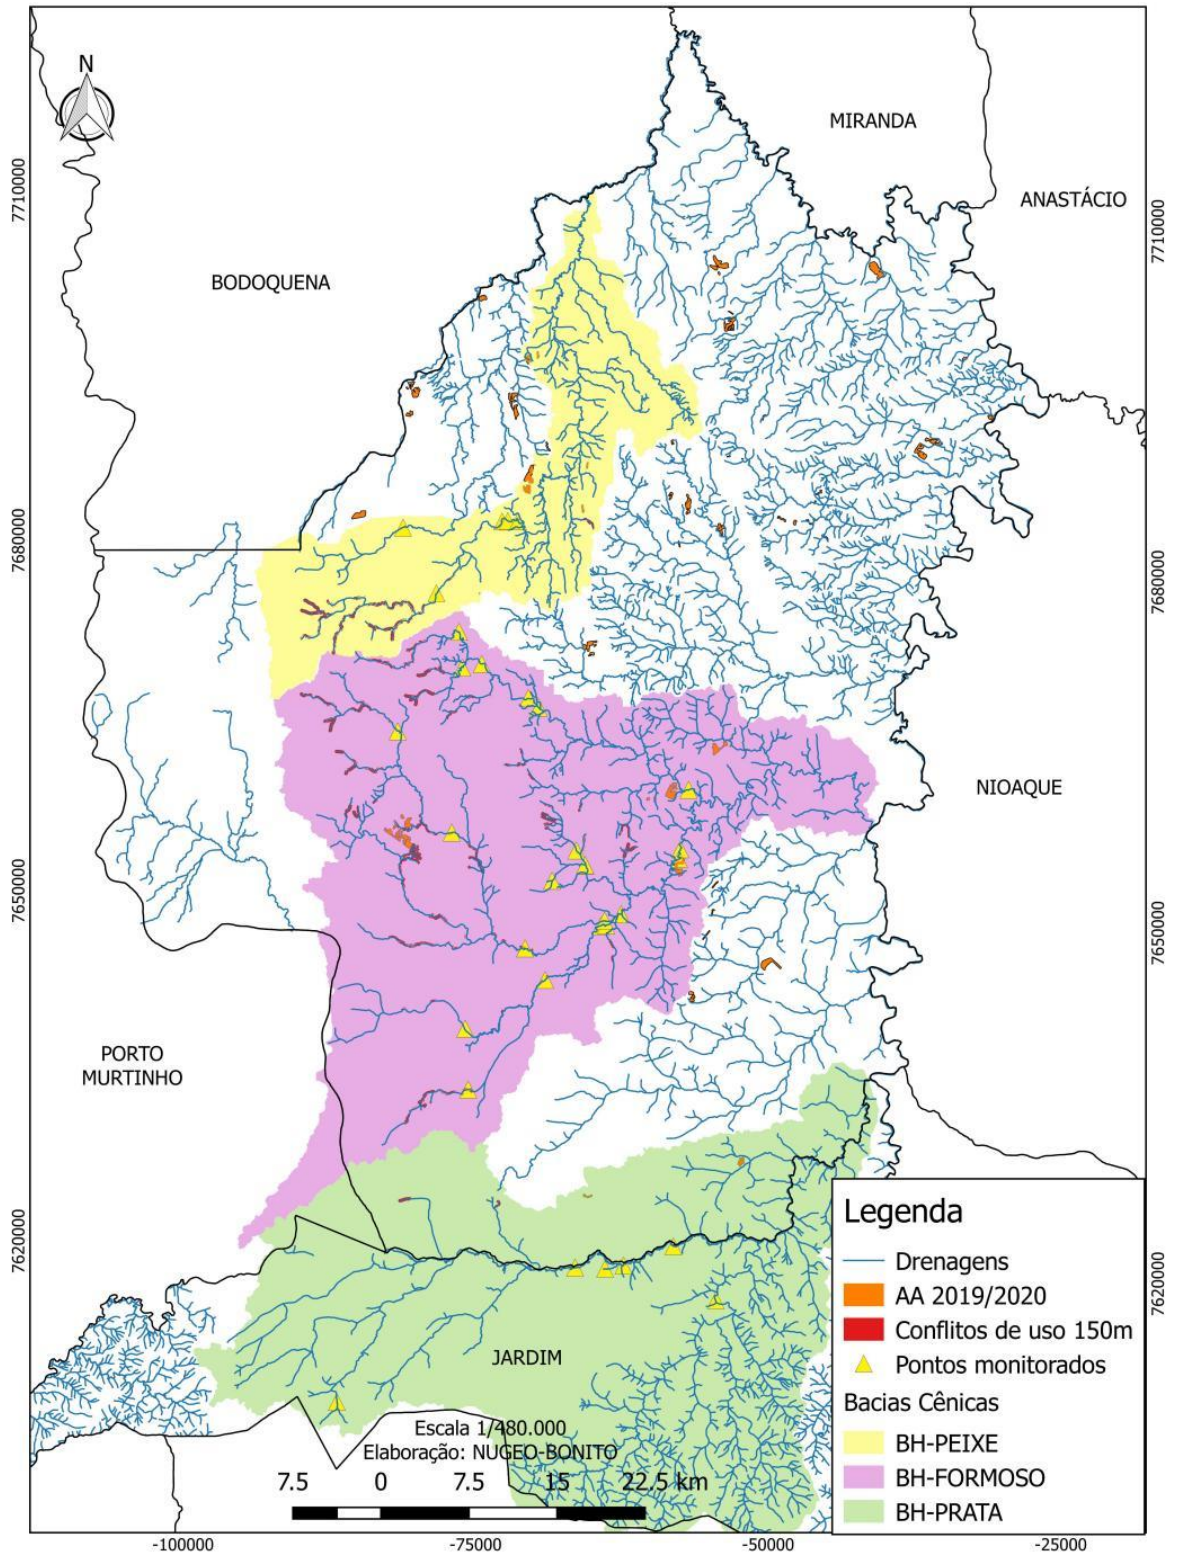 N
MIRANDA
ANASTÁCIO
BODOQUENA
NIOAQUE
PORTO
MURTINHO
JARDIM
7710000
7680000
7650000
7620000
7710000
7680000
7650000
7620000
Legenda
Drenagens
AA 2019/2020
Conflitos de uso 150m
Pontos monitorados
Bacias Cênicas
BH-PEIXE
BH-FORMOSO
BH-PRATA
Escala 1/480.000
Elaboração: NUGEO-BONITO
7.5 0 7.5 15 22.5 km
-100000 -75000 -50000 -25000